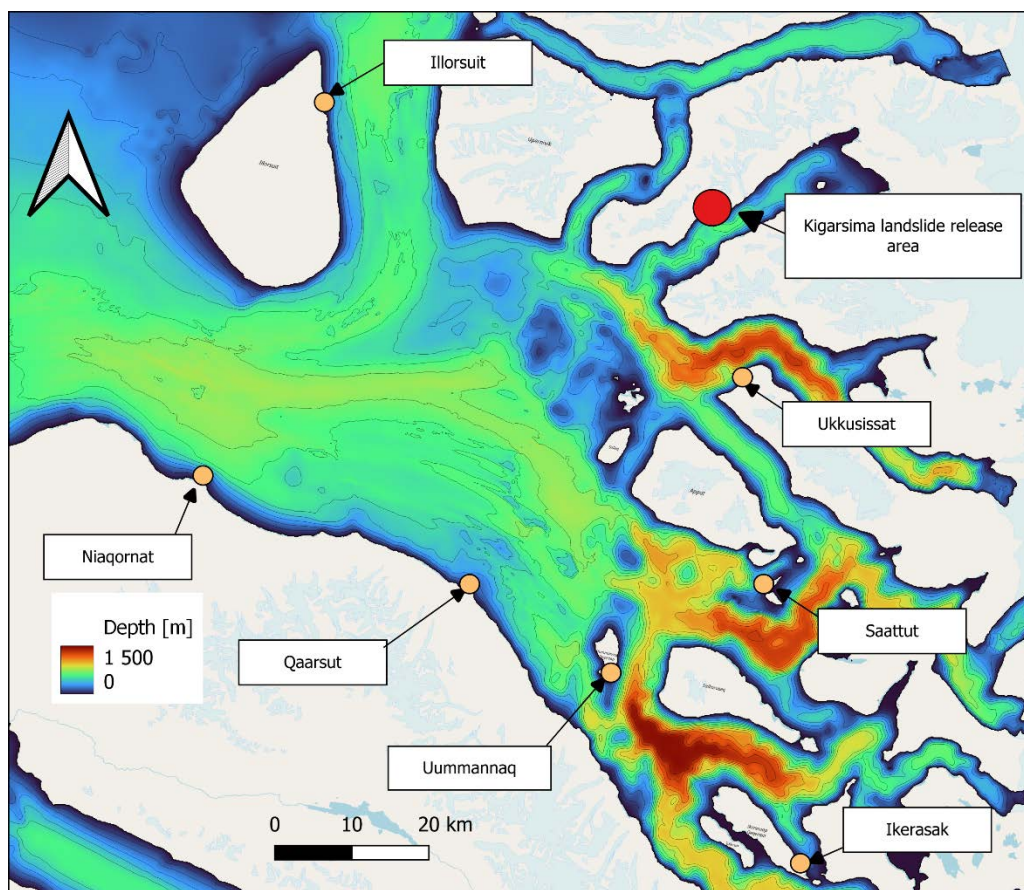 Illorsuit
Kigarsima landslide release
area
Ukkusissat
Niaqornat
Appat
Depth [m]
1 500
0
Qaarsut
Saattut
Uummannaq
0 10 20 km
Ikerasak